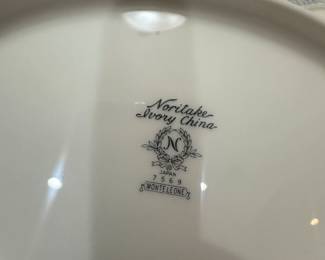 Noritake
Ivory China
N
JAPAN
7569
MONTELEONE